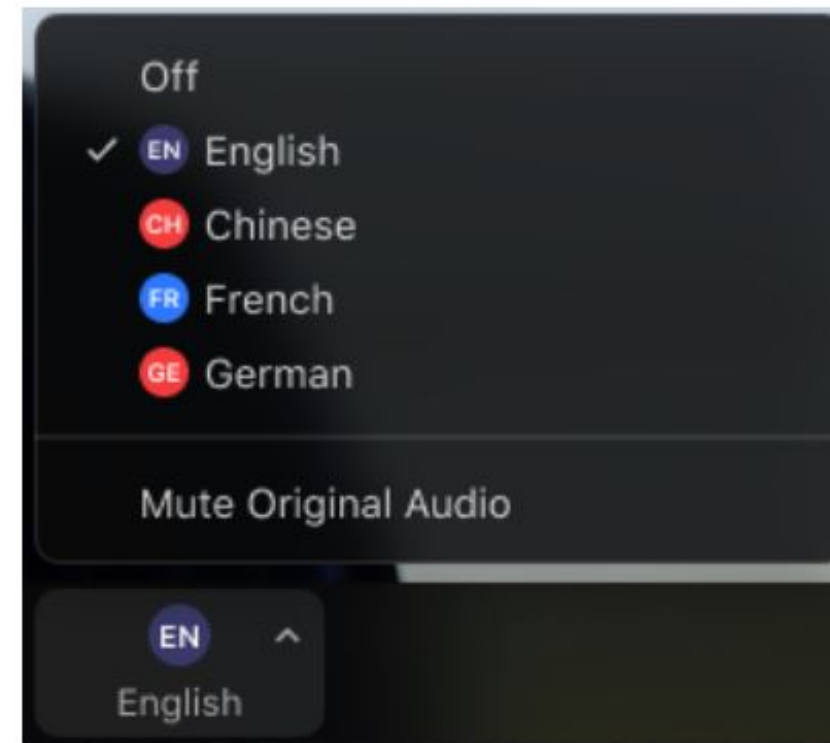 Off
EN English
CH Chinese
FR French
GE German
Mute Original Audio
EN
English